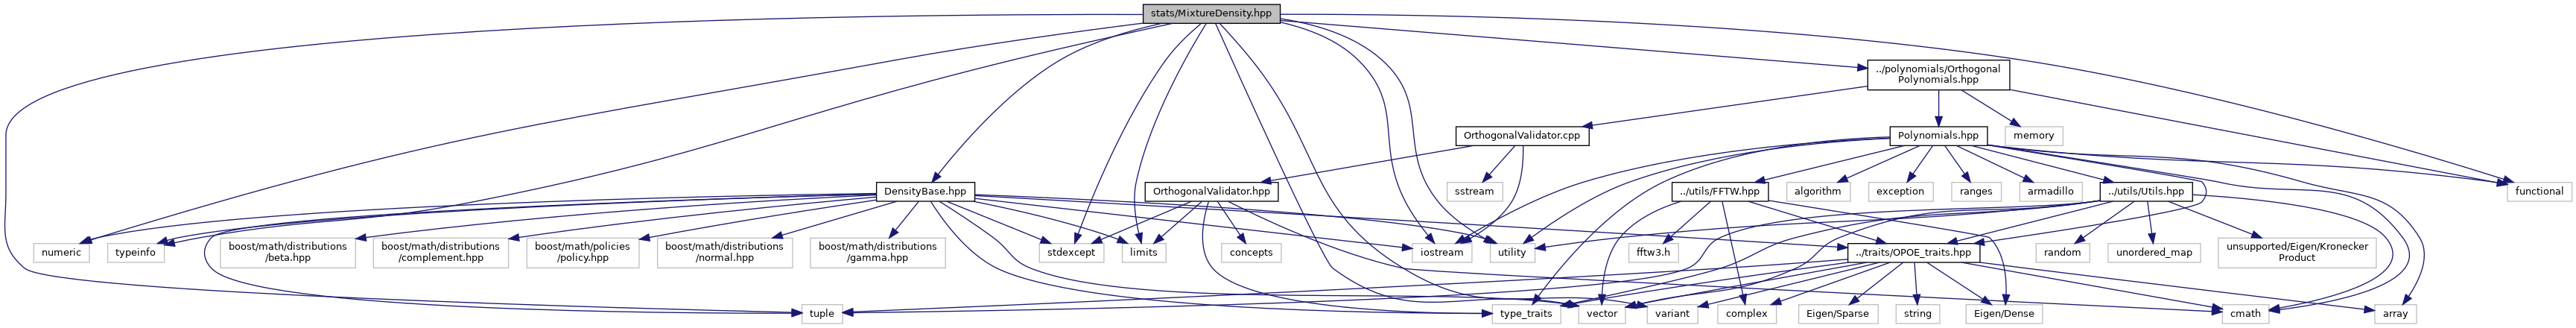 stats/MixtureDensity.hpp
../polynomials/Orthogonal
Polynomials.hpp
OrthogonalValidator.cpp
Polynomials.hpp
memory
DensityBase.hpp
OrthogonalValidator.hpp
sstream
../utils/FFTW.hpp
algorithm
exception
ranges
armadillo
../utils/Utils.hpp
functional
numeric
typeinfo
boost/math/distributions
/beta.hpp
boost/math/distributions
/complement.hpp
boost/math/policies
/policy.hpp
boost/math/distributions
/normal.hpp
boost/math/distributions
/gamma.hpp
stdexcept
limits
concepts
iostream
utility
fftw3.h
../traits/OPOE_traits.hpp
random
unordered_map
unsupported/Eigen/Kronecker
Product
tuple
type_traits
vector
variant
complex
Eigen/Sparse
string
Eigen/Dense
cmath
array